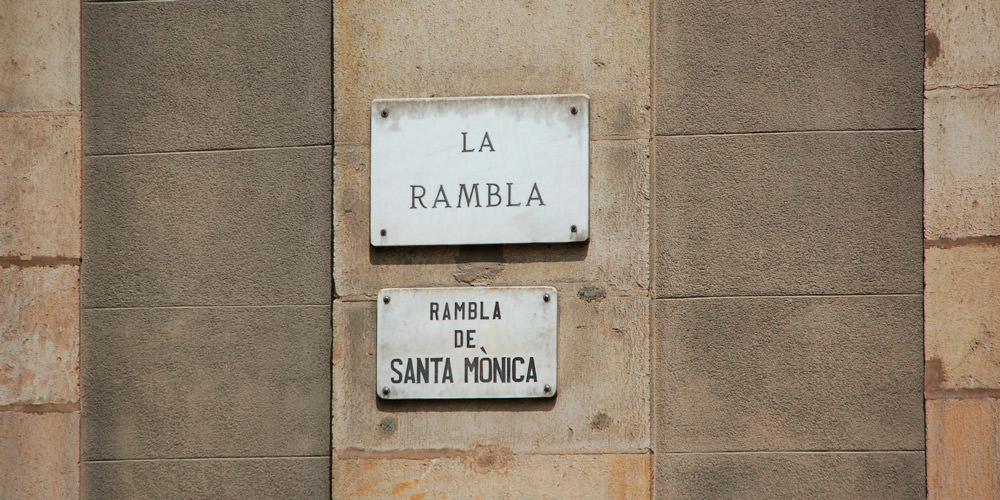 LA
RAMBLA
RAMBLA
DE
SANTA MÒNICA